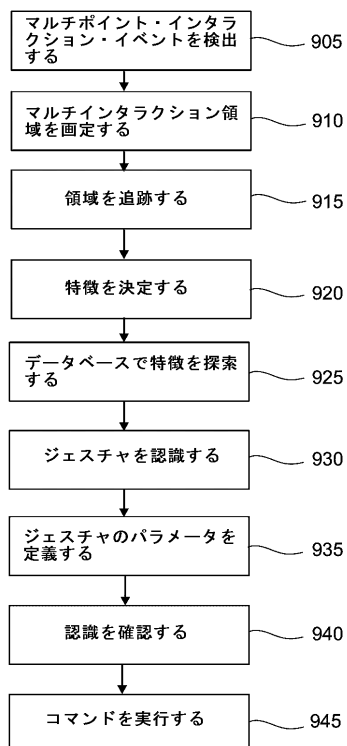 マルチポイント・インタラ
クション・イベントを検出
する
905
マルチインタラクション領
域を画定する
910
領域を追跡する
915
特徴を決定する
920
データベースで特徴を探索
する
925
ジェスチャを認識する
930
ジェスチャのパラメータを
定義する
935
認識を確認する
940
コマンドを実行する
945